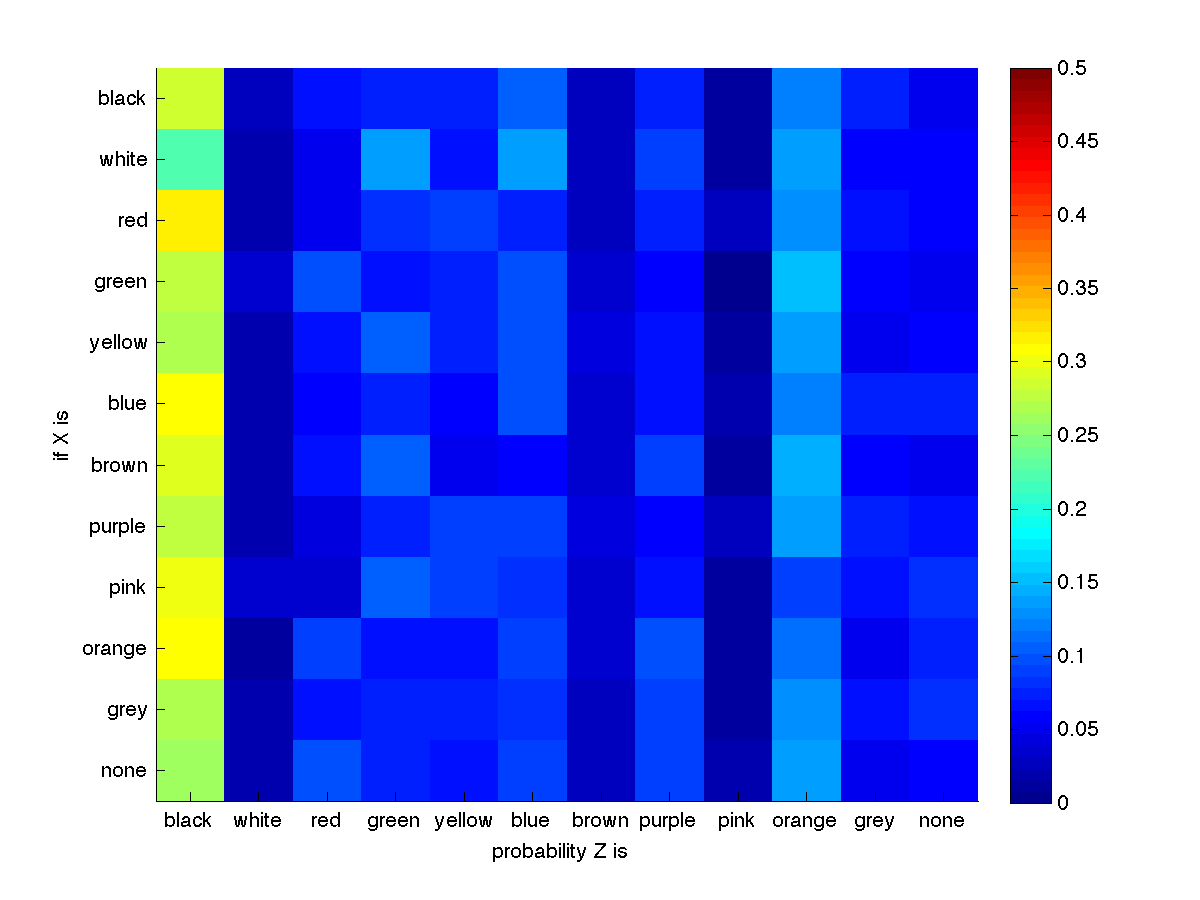 if X is
black
white
red
green
yellow
blue
brown
purple
pink
orange
grey
none
black white red green yellow blue brown purple pink orange grey none
probability Z is
0.5
0.45
0.4
0.35
0.3
0.25
0.2
0.15
0.1
0.05
0